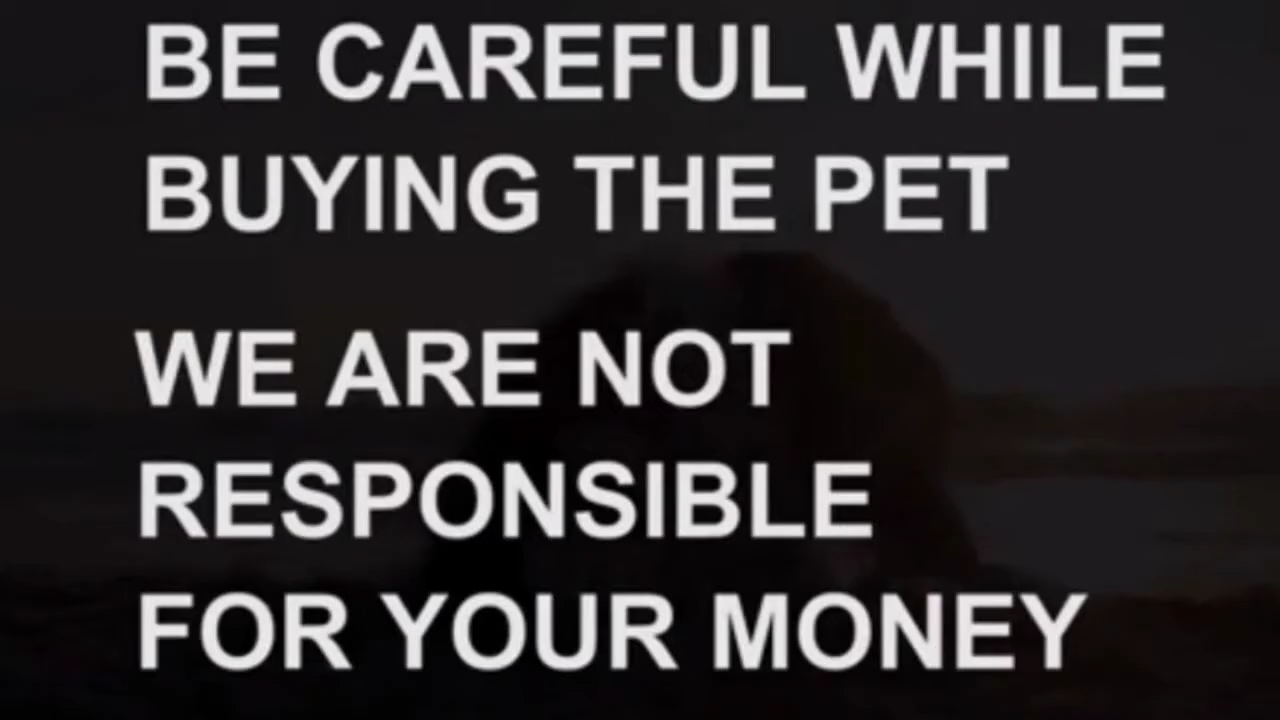 BE CAREFUL WHILE
BUYING THE PET
WE ARE NOT
RESPONSIBLE
FOR YOUR MONEY